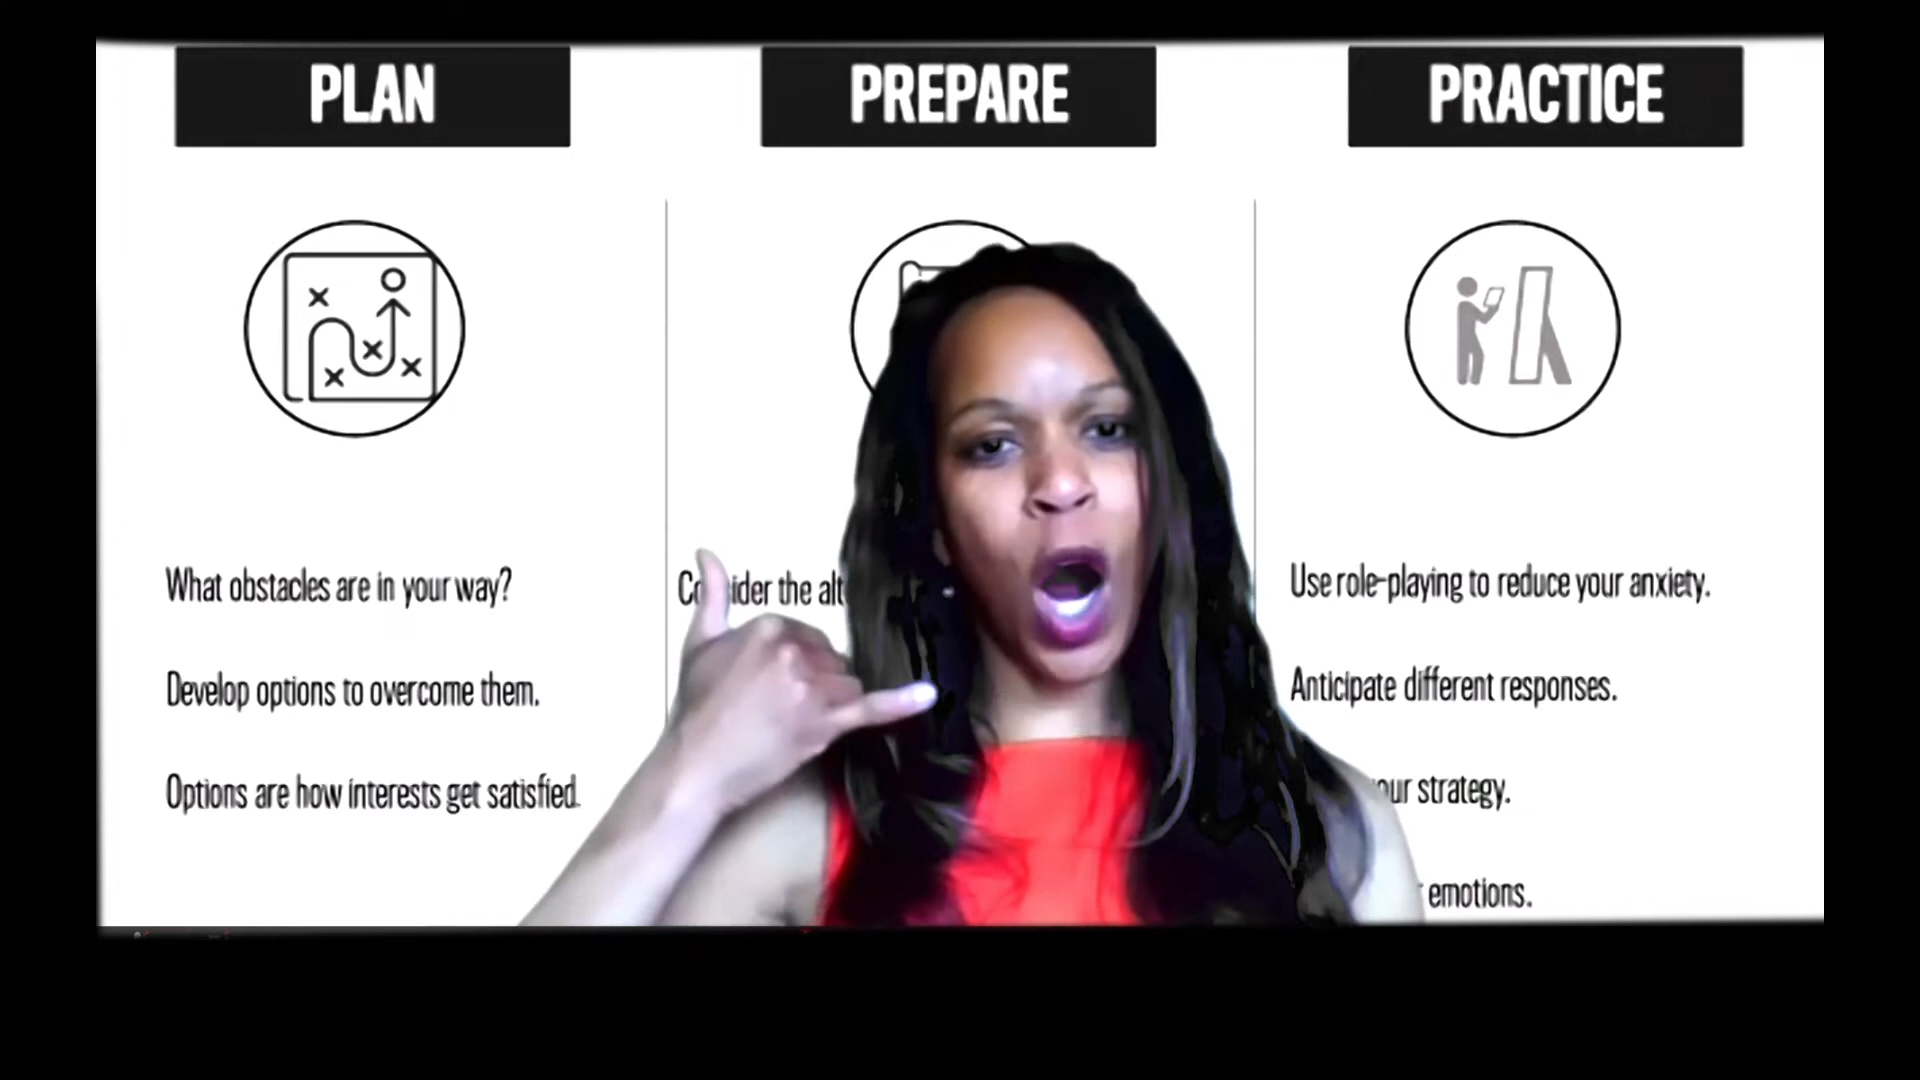 PLAN
PREPARE
PRACTICE
What obstacles are in your way?
Develop options to overcome them.
Options are how interests get satisfied.
the
Use role-playing to reduce your anxiety.
Anticipate different responses.
strategy.
emotions.